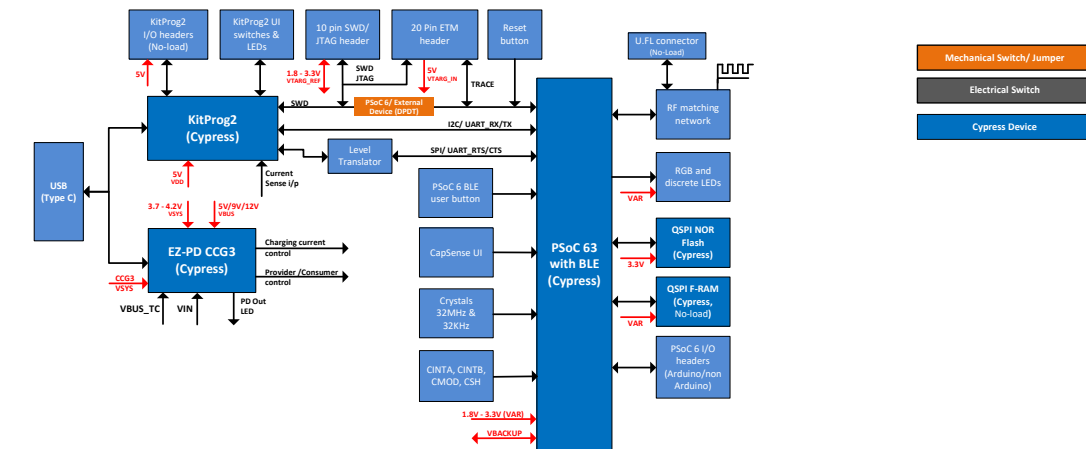 KitProg2
I/O headers
(No-load)
KitProg2 UI
switches &
LEDs
10 pin SWD/
JTAG header
20 Pin ETM
header
Reset
button
U.FL connector
(No-Load)
Mechanical Switch/ Jumper
Electrical Switch
Cypress Device
5V
1.8 - 3.3V
VTARG_REF
SWD
JTAG
5V
VTARG_IN
TRACE
SWD
PSoC 6/ External
Device (DPDT)
KitProg2
(Cypress)
I2C/ UART_RX/TX
Level
Translator
SPI/ UART_RTS/CTS
RF matching
network
USB
(Type C)
5V
VDD
Current
Sense i/p
PSoC 6 BLE
user button
RGB and
discrete LEDs
VAR
3.7 - 4.2V
VSYS
5V/9V/12V
VBUS
EZ-PD CCG3
(Cypress)
Charging current
control
Provider /Consumer
control
CCG3
VSYS
VBUS_TC
VIN
PD Out
LED
CapSense UI
PSoC 63
with BLE
(Cypress)
QSPI NOR
Flash
(Cypress)
3.3V
Crystals
32MHz &
32KHz
QSPI F-RAM
(Cypress,
No-load)
VAR
CINTA, CINTB,
CMOD, CSH
PSoC 6 I/O
headers
(Arduino/non
Arduino)
1.8V - 3.3V (VAR)
VBACKUP